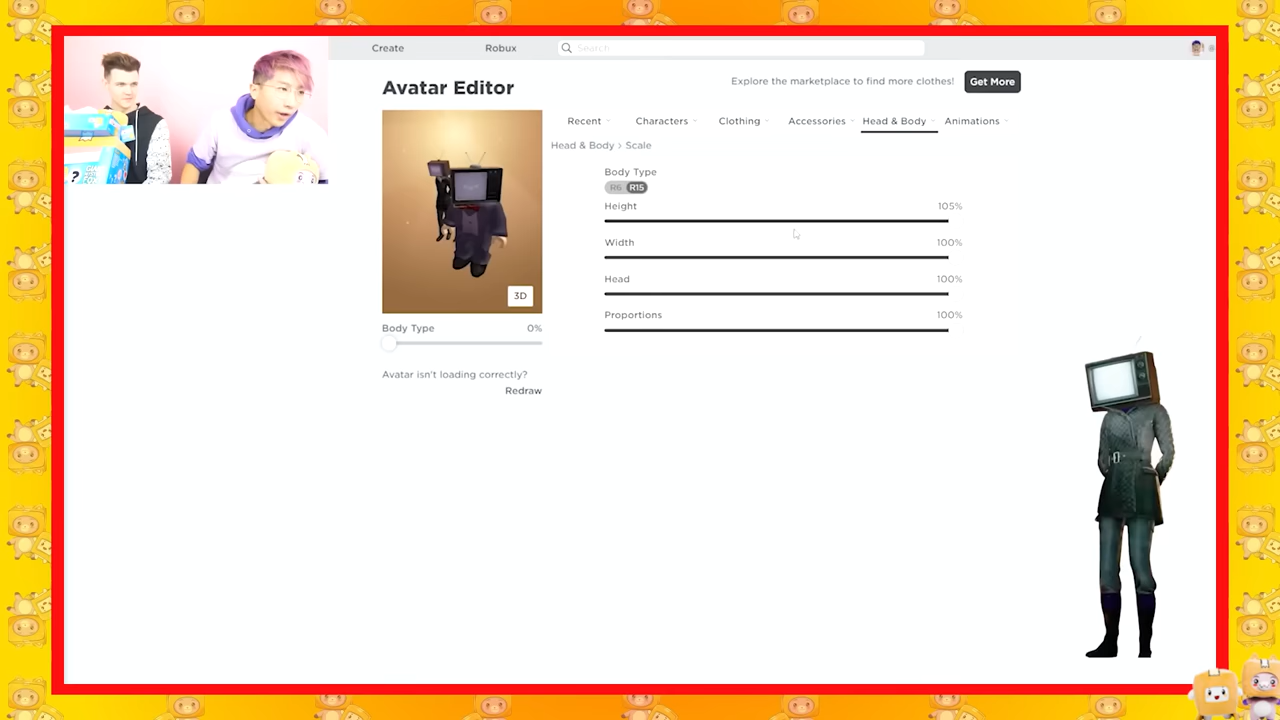 Create Robux Search
Avatar Editor
Explore the marketplace to find more clothes! Get More
Recent Characters Clothing Accessories Head & Body Animations
Head & Body > Scale
Body Type
R6 R15
Height 105%
Width 100%
Head 100%
Proportions 100%
3D
Body Type 0%
Avatar isn't loading correctly?
Redraw
?